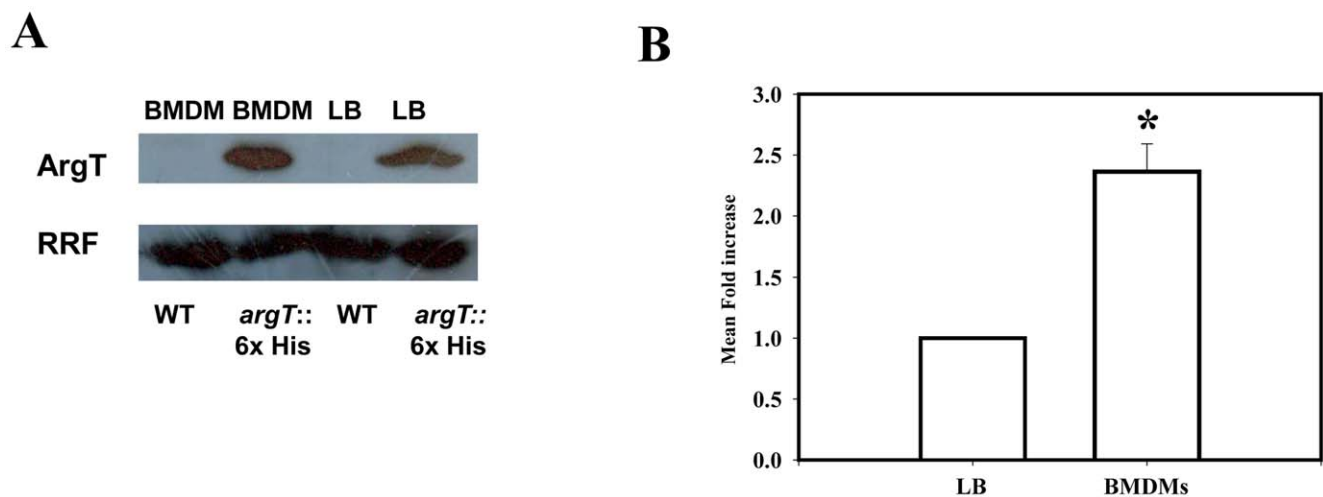 A
BMDM BMDM LB LB
ArgT
RRF
WT argT:: WT argT::
6x His 6x His
B
Mean Fold increase
3.0
2.5
2.0
1.5
1.0
0.5
0.0
*
LB BMDMs